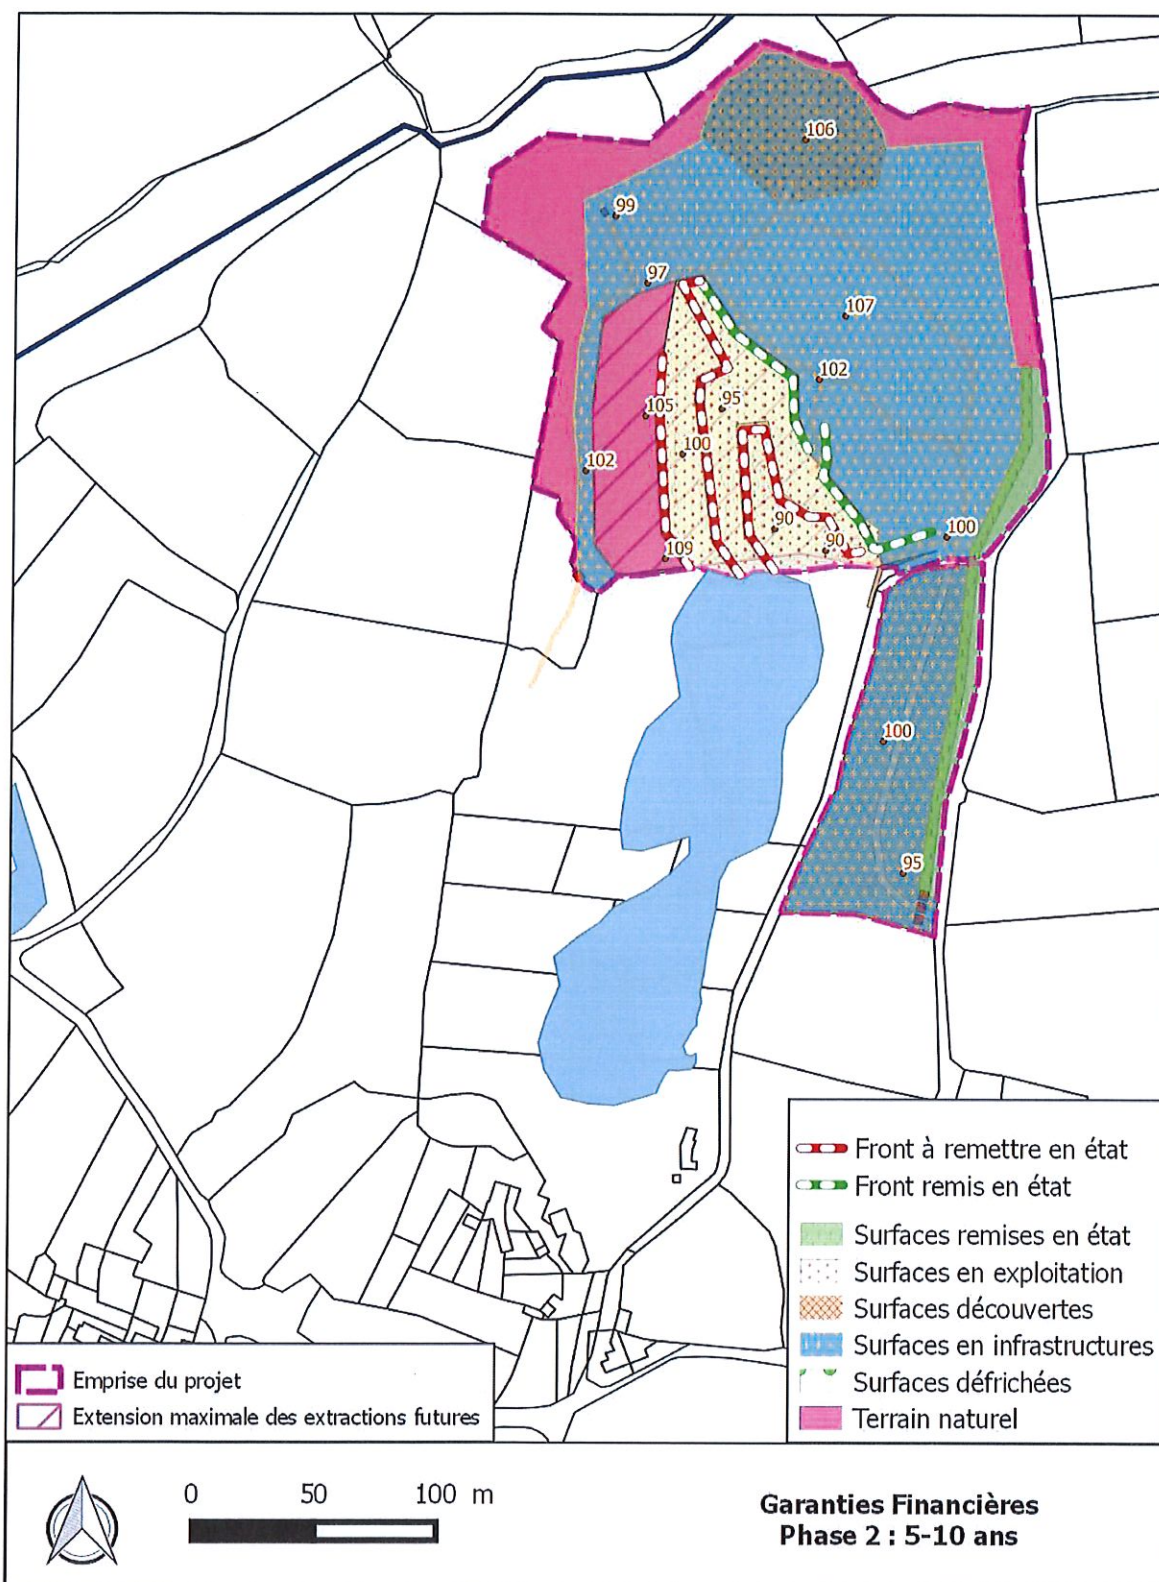 106
99
97
107
102
95
105
100
102
90
90
100
109
100
95
Front à remettre en état
Front remis en état
Surfaces remises en état
Surfaces en exploitation
Surfaces découvertes
Surfaces en infrastructures
Surfaces défrichées
Terrain naturel
Emprise du projet
Extension maximale des extractions futures
0 50 100 m
Garanties Financières
Phase 2 : 5-10 ans